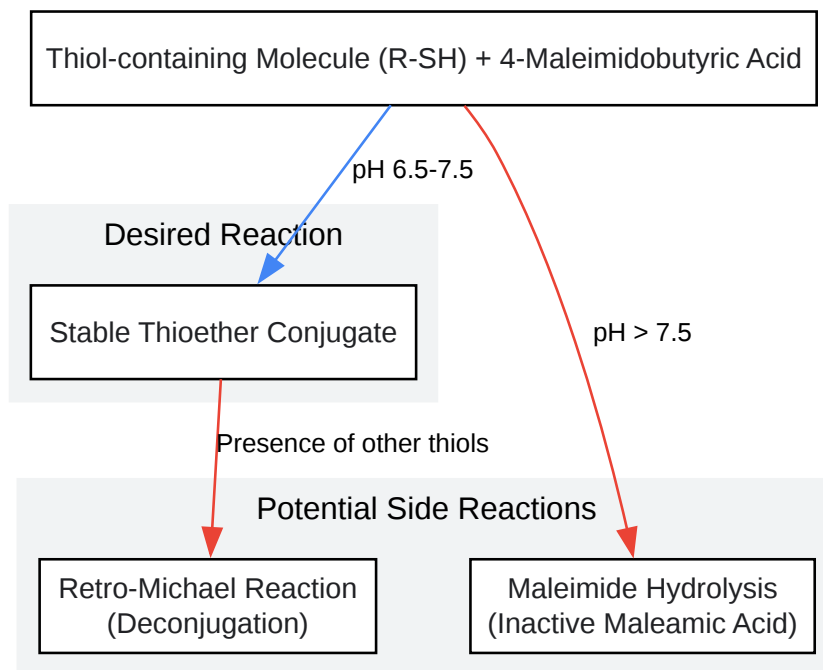 Thiol-containing Molecule (R-SH) + 4-Maleimidobutyric Acid
pH 6.5-7.5
Desired Reaction
Stable Thioether Conjugate
pH > 7.5
Presence of other thiols
Potential Side Reactions
Retro-Michael Reaction
(Deconjugation)
Maleimide Hydrolysis
(Inactive Maleamic Acid)